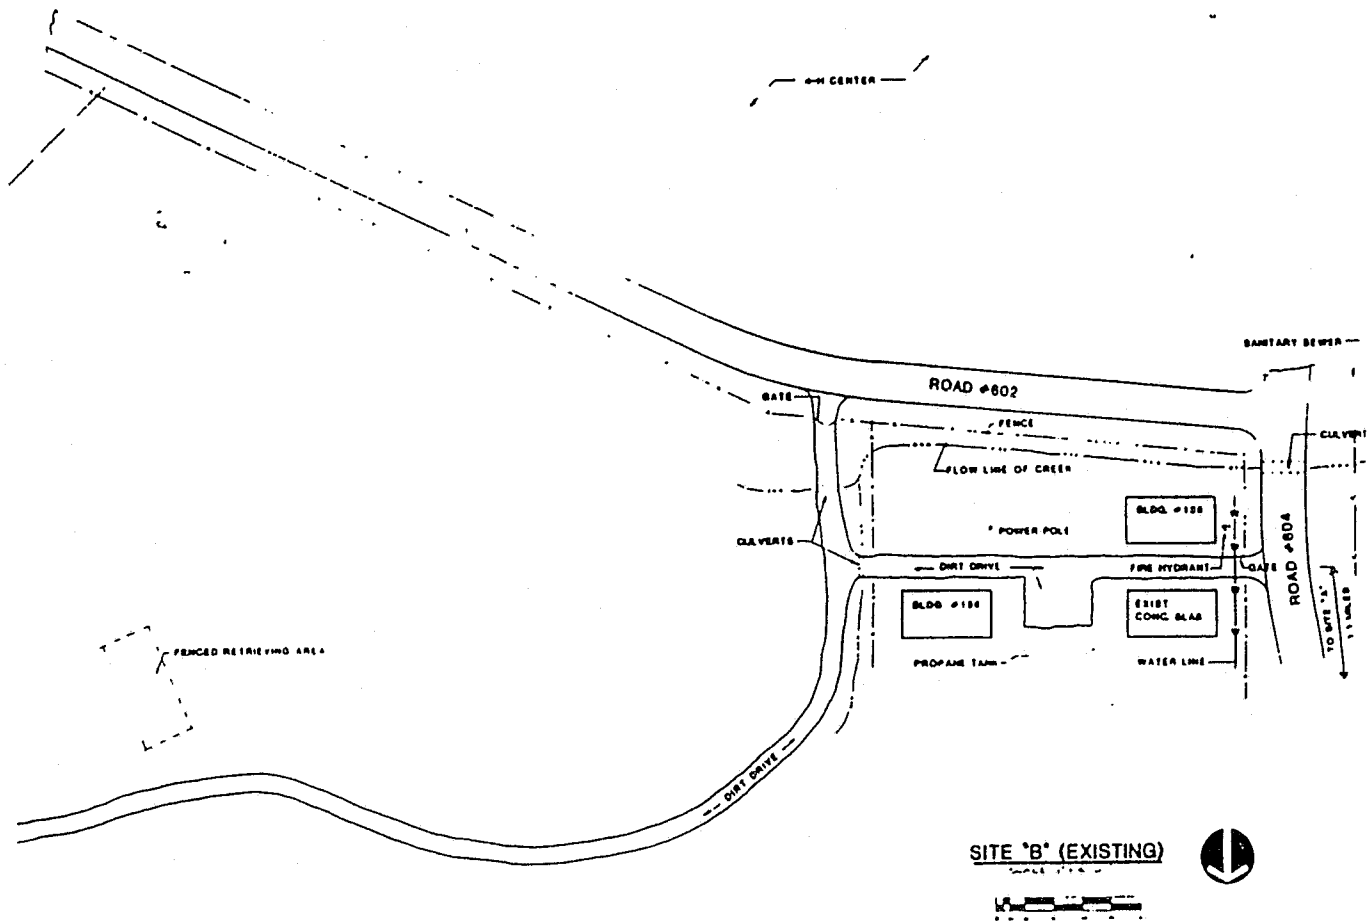 4-H CENTER
SANITARY SEWER
ROAD #602
GATE
FENCE
CULVERT
FLOW LINE OF CREEK
BLDG. #156
POWER POLE
CULVERTS
DIRT DRIVE
FIRE HYDRANT
GATE
ROAD #604
TO SITE "A"
BLDG.
EXIST
CONC. SLAB
FENCED RETRIEVING AREA
PROPANE TANK
WATER LINE
DIRT DRIVE
SITE "B" (EXISTING)